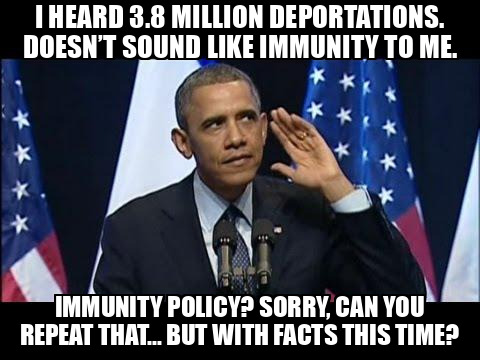 I HEARD 3.8 MILLION DEPORTATIONS.
DOESN'T SOUND LIKE IMMUNITY TO ME.
IMMUNITY POLICY? SORRY, CAN YOU
REPEAT THAT... BUT WITH FACTS THIS TIME?